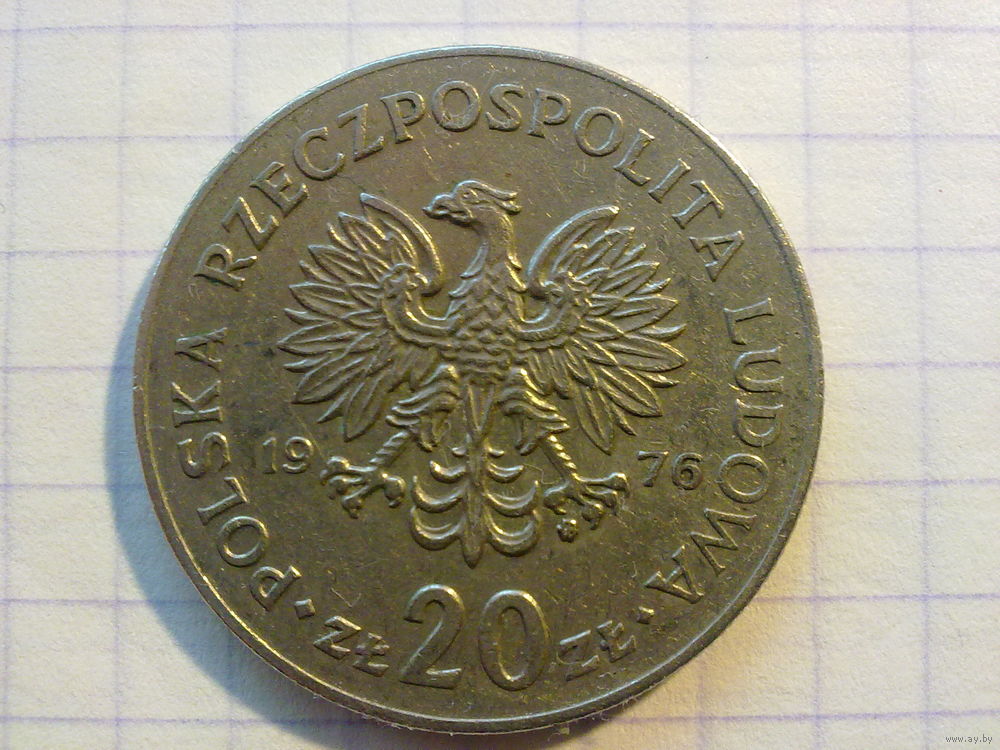 POLSKA RZECZPOSPOLITA LUDOWA
19 76
· ZŁ 20 ZŁ ·
www.ay.by